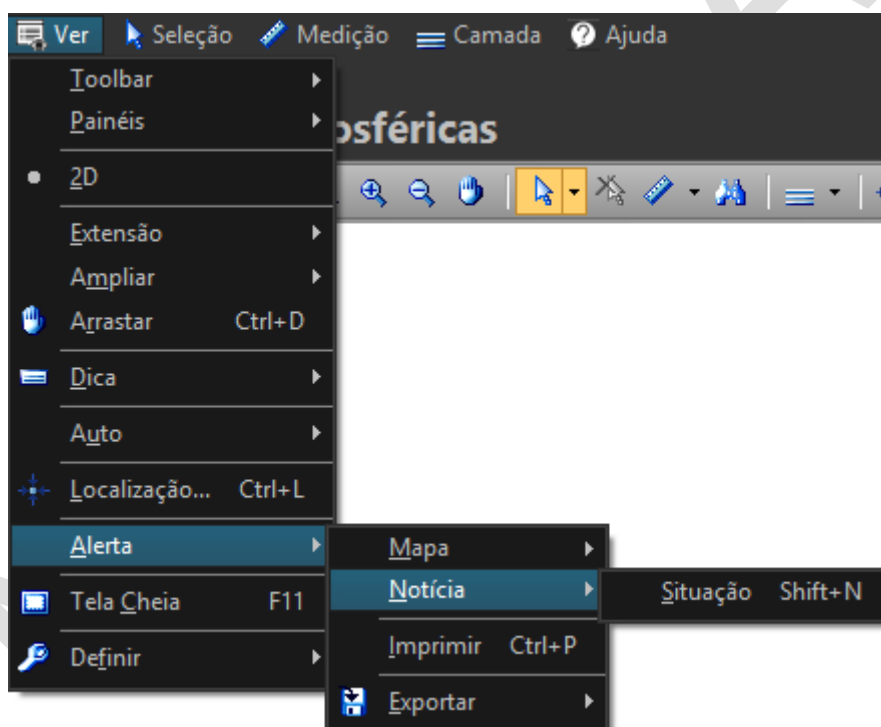 Ver Seleção Medição Camada Ajuda
Toolbar
Painéis
osféricas
2D
Extensão
Ampliar
Arrastar Ctrl+D
Dica
Auto
Localização... Ctrl+L
Alerta
Mapa
Notícia
Situação Shift+N
Tela Cheia F11
Imprimir Ctrl+P
Definir
Exportar